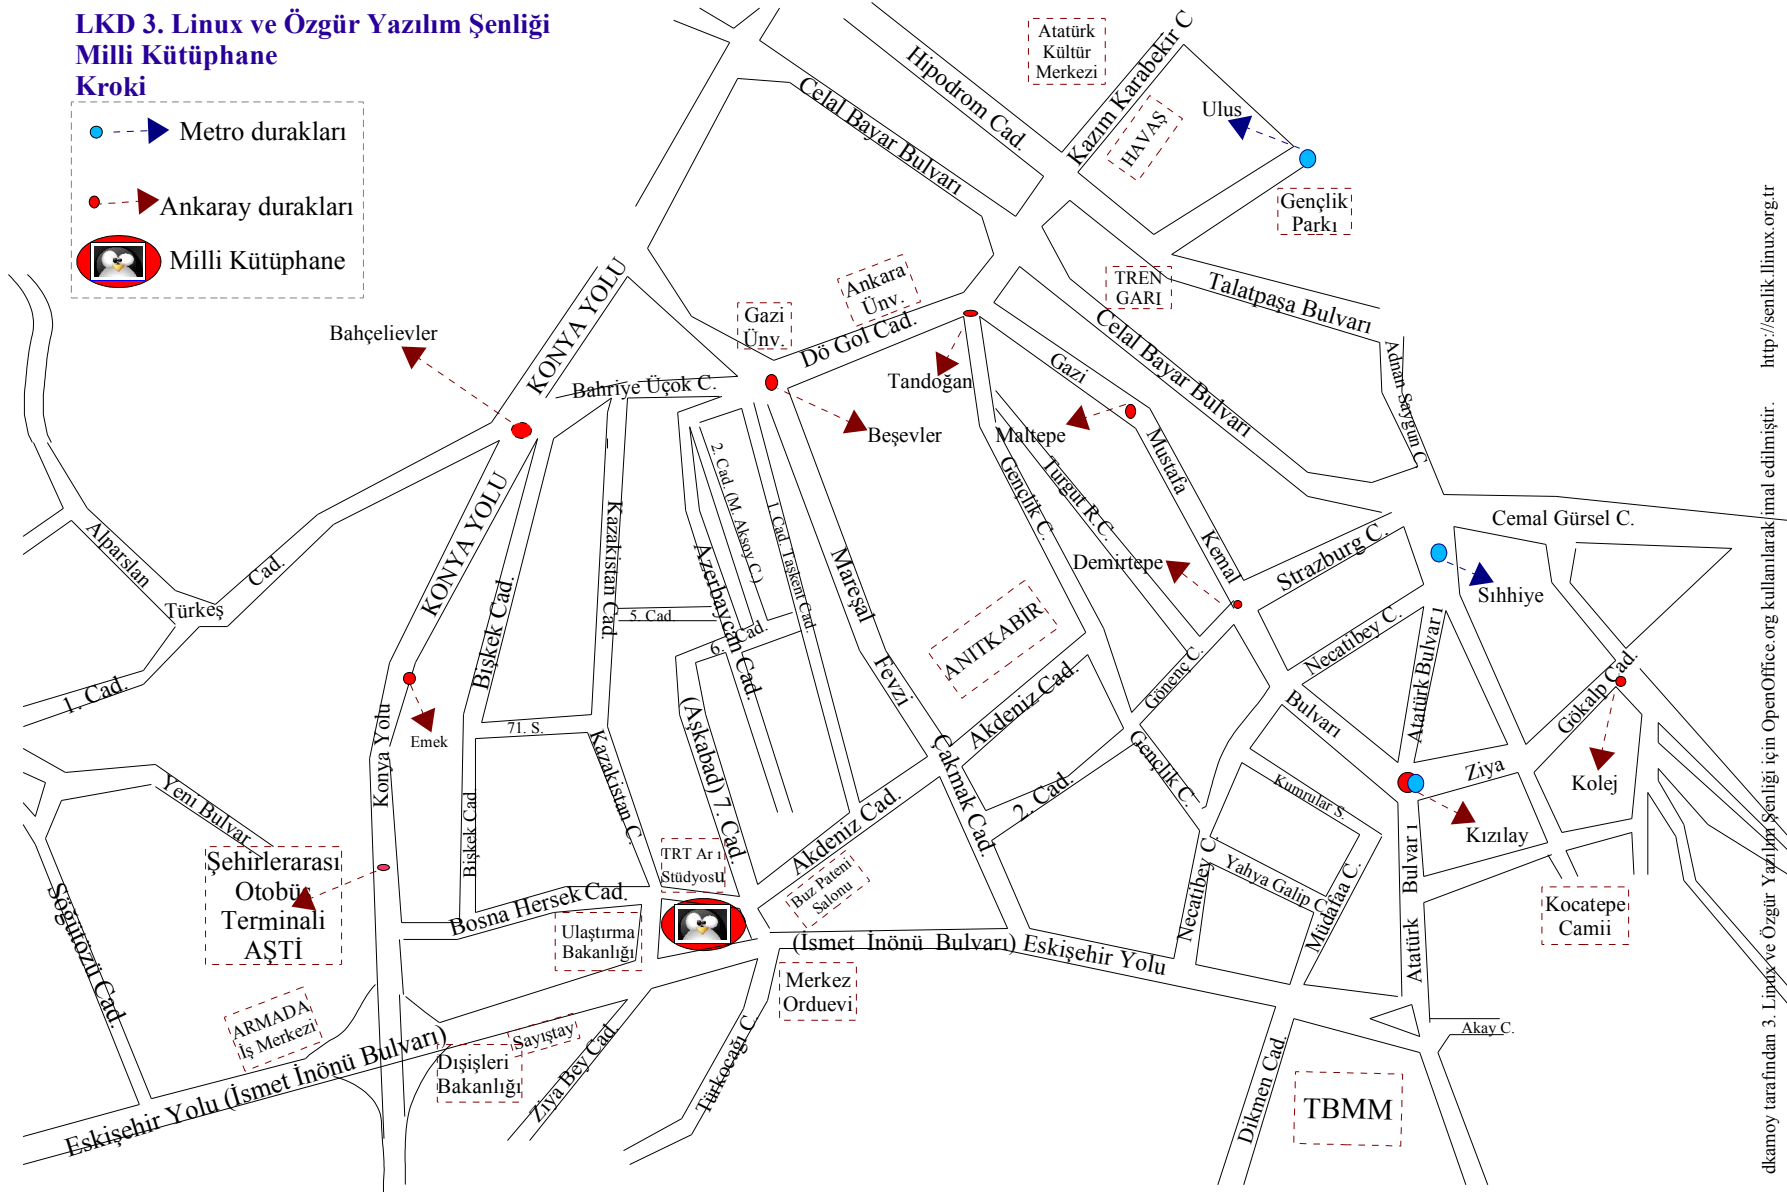 LKD 3. Linux ve Özgür Yazılım Şenliği
Milli Kütüphane
Kroki
Metro durakları
Ankaray durakları
Milli Kütüphane
Atatürk
Kültür
Merkezi
Hipodrom Cad.
Kazım Karabekir C
HAVAŞ
Ulus
Celal Bayar Bulvarı
Gençlik
Parkı
TREN
GARI
Talatpaşa Bulvarı
Ankara
Ünv.
Gazi
Ünv.
Dö Gol Cad.
Celal Bayar Bulvarı
Adnan Saygun C
Bahçelievler
KONYA YOLU
Bahriye Üçok C.
Tandoğan
Gazi
Mustafa
Kemal
Bulvarı
Beşevler
Maltepe
Gençlik C.
Turgut R.C.
Cemal Gürsel C.
Strazburg C.
Demirtepe
Sıhhiye
Necatibey C.
Atatürk Bulvar ı
Alparslan
Türkeş
Cad.
1. Cad.
KONYA YOLU
Bişkek Cad.
Kazakistan Cad.
2. Cad. (M. Aksoy C.)
1. Cad. Taşkent Cad.
Azerbaycan Cad.
5. Cad.
6. Cad.
Mareşal
Fevzi
Çakmak Cad.
ANITKABİR
Akdeniz Cad.
Gönenç C.
Gökalp Cad.
Ziya
Kolej
Emek
71. S.
Konya Yolu
Kazakistan C.
(Aşkabad) 7. Cad.
Gençlik C.
2. Cad.
Kumrular S.
Kızılay
Yeni Bulvar
Bişkek Cad.
Akdeniz Cad.
TRT Ar ı
Stüdyosu
Buz Pateni
Salonu
Yahya Galip C.
Necatibey C.
Müdafaa C.
Atatürk Bulvar ı
Kocatepe
Camii
Şehirlerarası
Otobüs
Terminali
AŞTİ
Söğütözü Cad.
Bosna Hersek Cad.
Ulaştırma
Bakanlığı
(İsmet İnönü Bulvarı) Eskişehir Yolu
Merkez
Orduevi
ARMADA
İş Merkezi
Sayıştay
Dışişleri
Bakanlığı
Ziya Bey Cad.
Türkocağı C.
Eskişehir Yolu (İsmet İnönü Bulvarı)
Akay C.
Dikmen Cad.
TBMM
dkamoy tarafından 3. Linux ve Özgür Yazılım Şenliği için OpenOffice.org kullanılarak imal edilmiştir. http://senlik.linux.org.tr